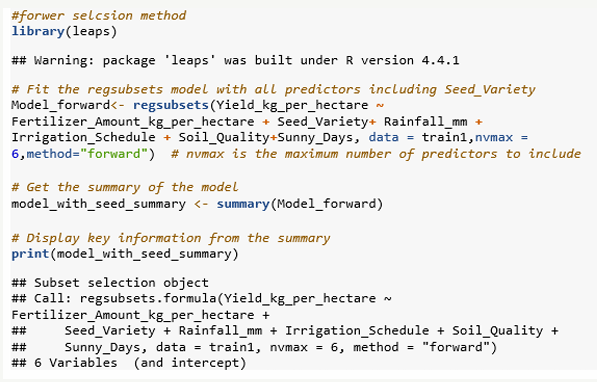 #forwer selcsion method
library(leaps)
## Warning: package 'leaps' was built under R version 4.4.1
# Fit the regsubsets model with all predictors including Seed_Variety
Model_forward<- regsubsets(Yield_kg_per_hectare ~
Fertilizer_Amount_kg_per_hectare + Seed_Variety+ Rainfall_mm +
Irrigation_Schedule + Soil_Quality+Sunny_Days, data = train1,nvmax =
6,method="forward")  # nvmax is the maximum number of predictors to include
# Get the summary of the model
model_with_seed_summary <- summary(Model_forward)
# Display key information from the summary
print(model_with_seed_summary)
## Subset selection object
## Call: regsubsets.formula(Yield_kg_per_hectare ~
Fertilizer_Amount_kg_per_hectare +
##     Seed_Variety + Rainfall_mm + Irrigation_Schedule + Soil_Quality +
##     Sunny_Days, data = train1, nvmax = 6, method = "forward")
## 6 Variables  (and intercept)